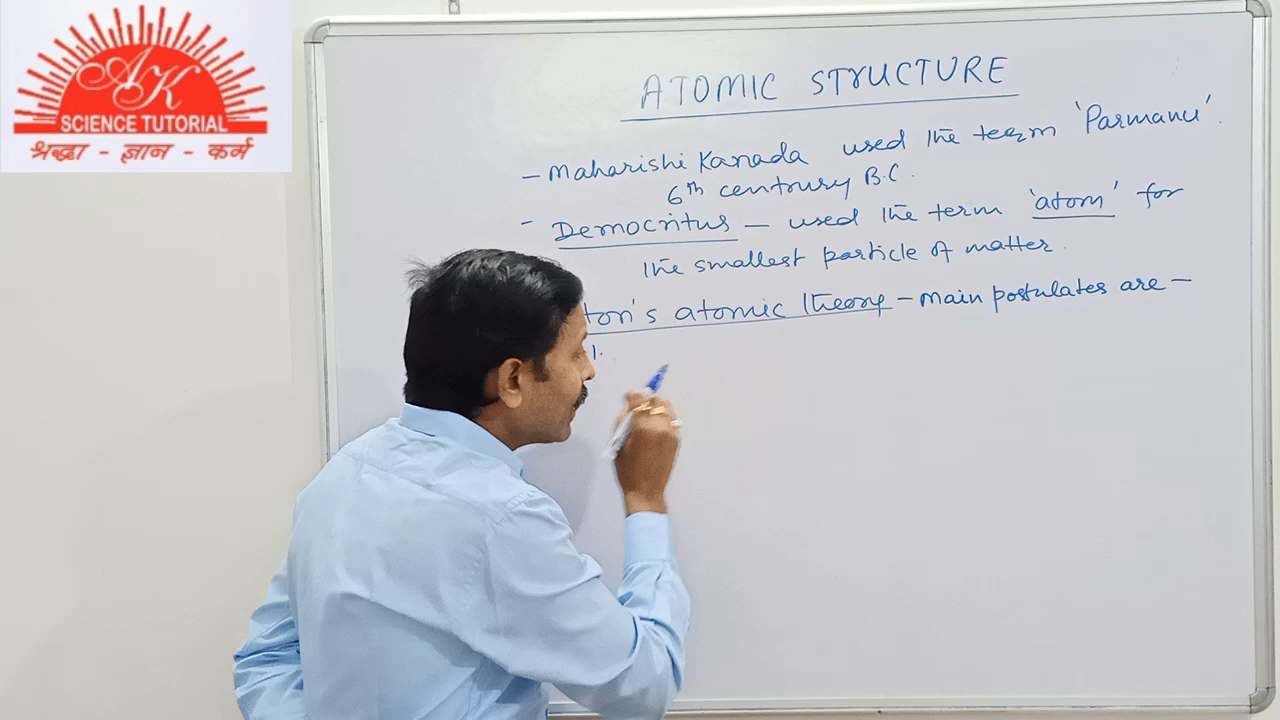 AK
SCIENCE TUTORIAL
श्रद्धा - ज्ञान - कर्म
ATOMIC STRUCTURE
- Maharishi Kanada used the term 'Parmanu'.
6th centrury B.C.
- Democritus - used the term 'atom' for
the smallest particle of matter.
ton's atomic theory - Main postulates are -
1.